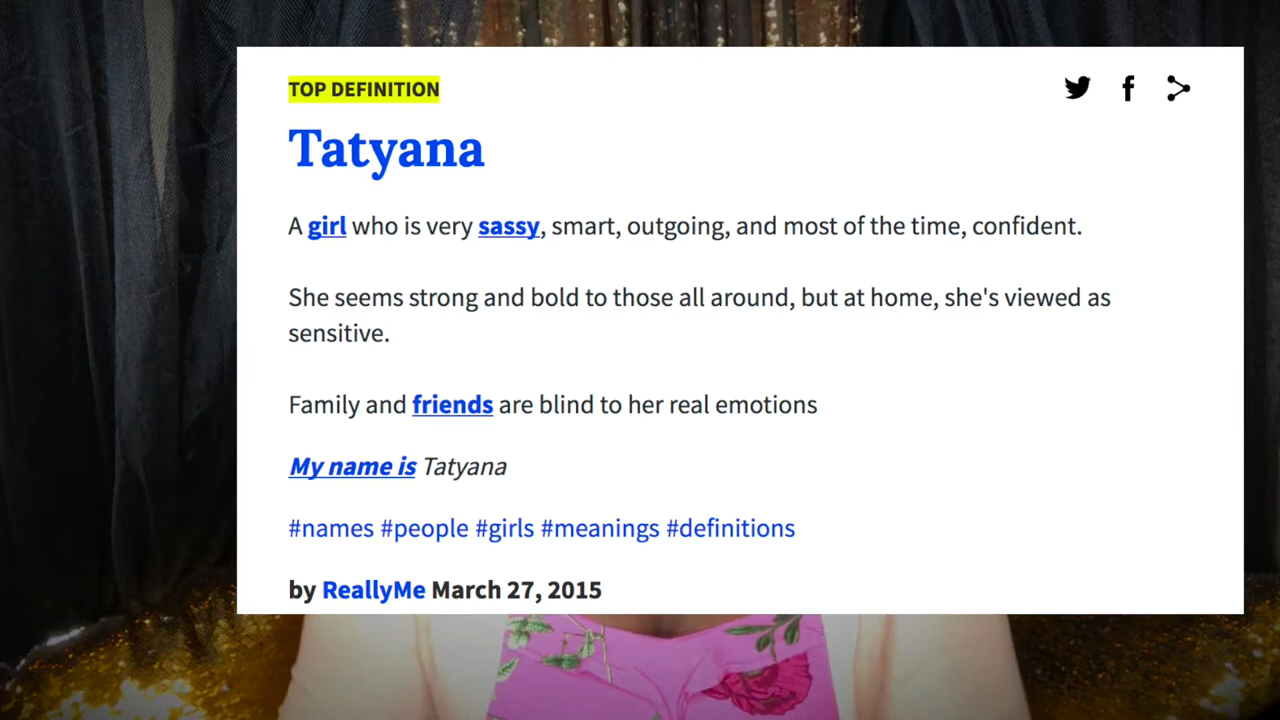 TOP DEFINITION
Tatyana
A girl who is very sassy, smart, outgoing, and most of the time, confident.
She seems strong and bold to those all around, but at home, she's viewed as
sensitive.
Family and friends are blind to her real emotions
My name is Tatyana
#names #people #girls #meanings #definitions
by ReallyMe March 27, 2015